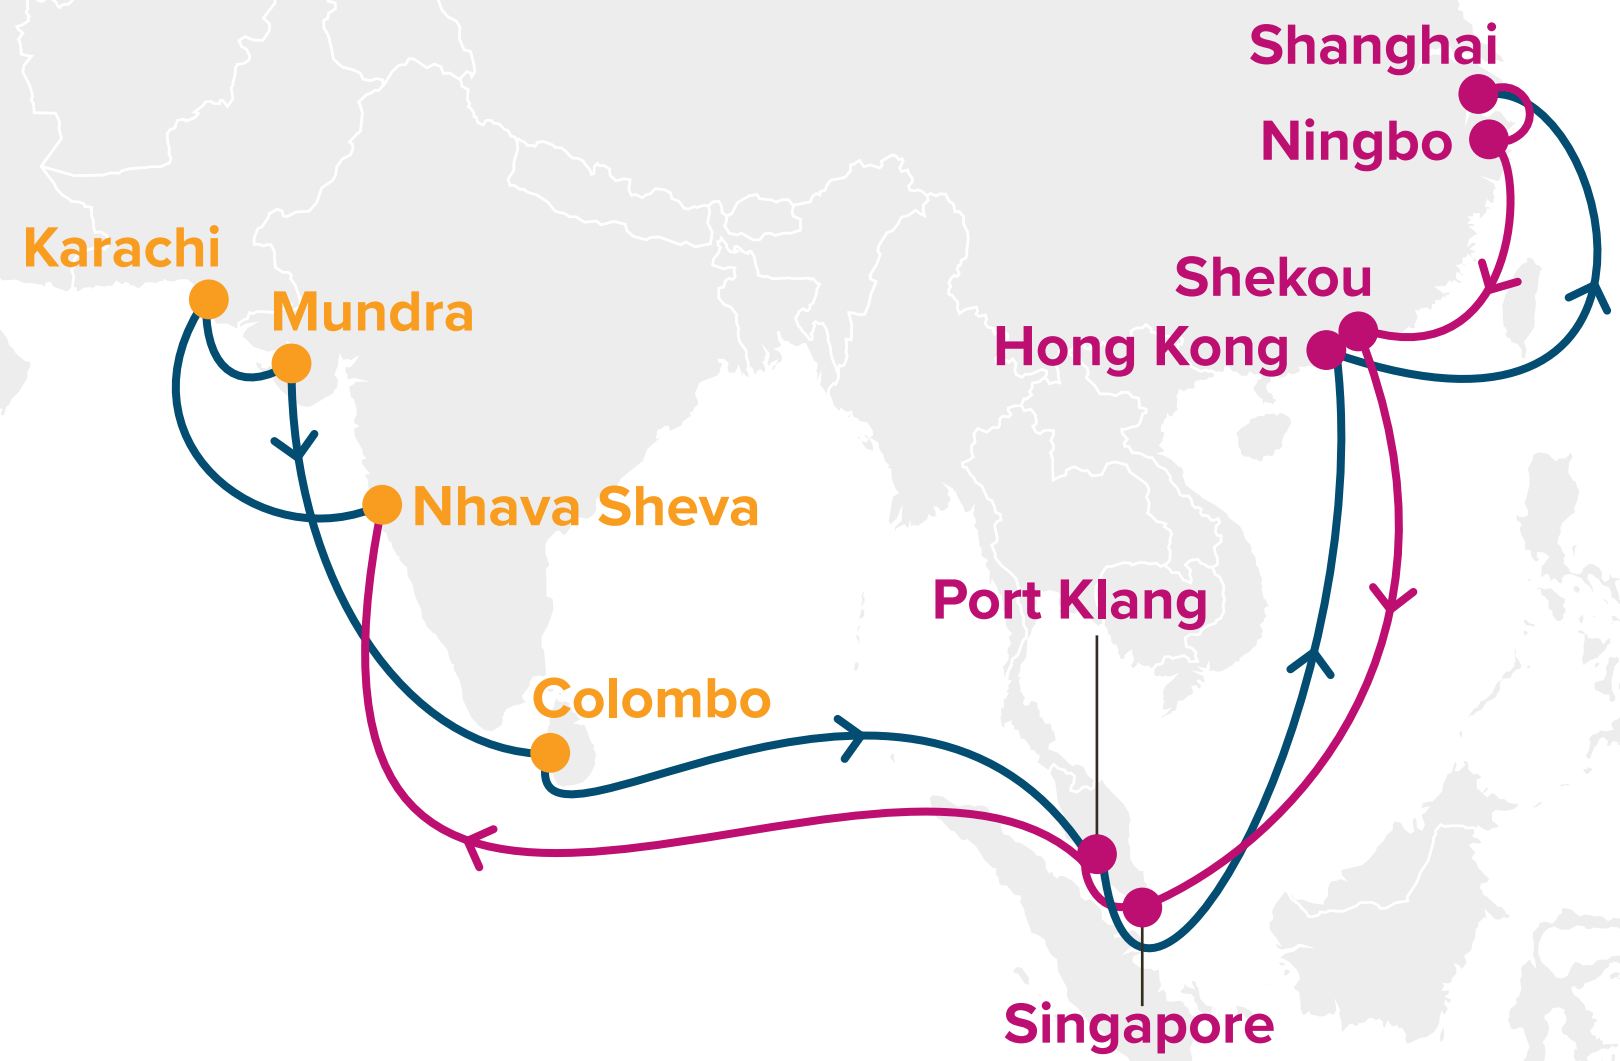 Shanghai
Ningbo
Karachi
Shekou
Mundra
Hong Kong
Nhava Sheva
Port Klang
Colombo
Singapore